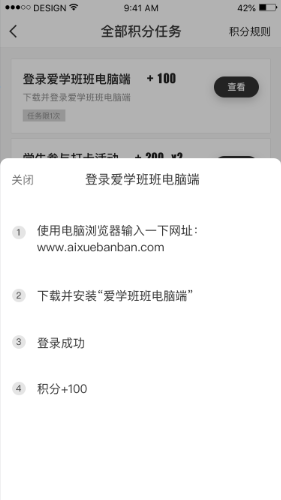 DESIGN
9:41 AM
42%
全部积分任务
积分规则
登录爱学班班电脑端 + 100
下载并登录爱学班班电脑端
任务限1次
查看
学生参与打卡活动 + 200 x2
关闭
登录爱学班班电脑端
1 使用电脑浏览器输入一下网址：
www.aixuebanban.com
2 下载并安装“爱学班班电脑端”
3 登录成功
4 积分+100